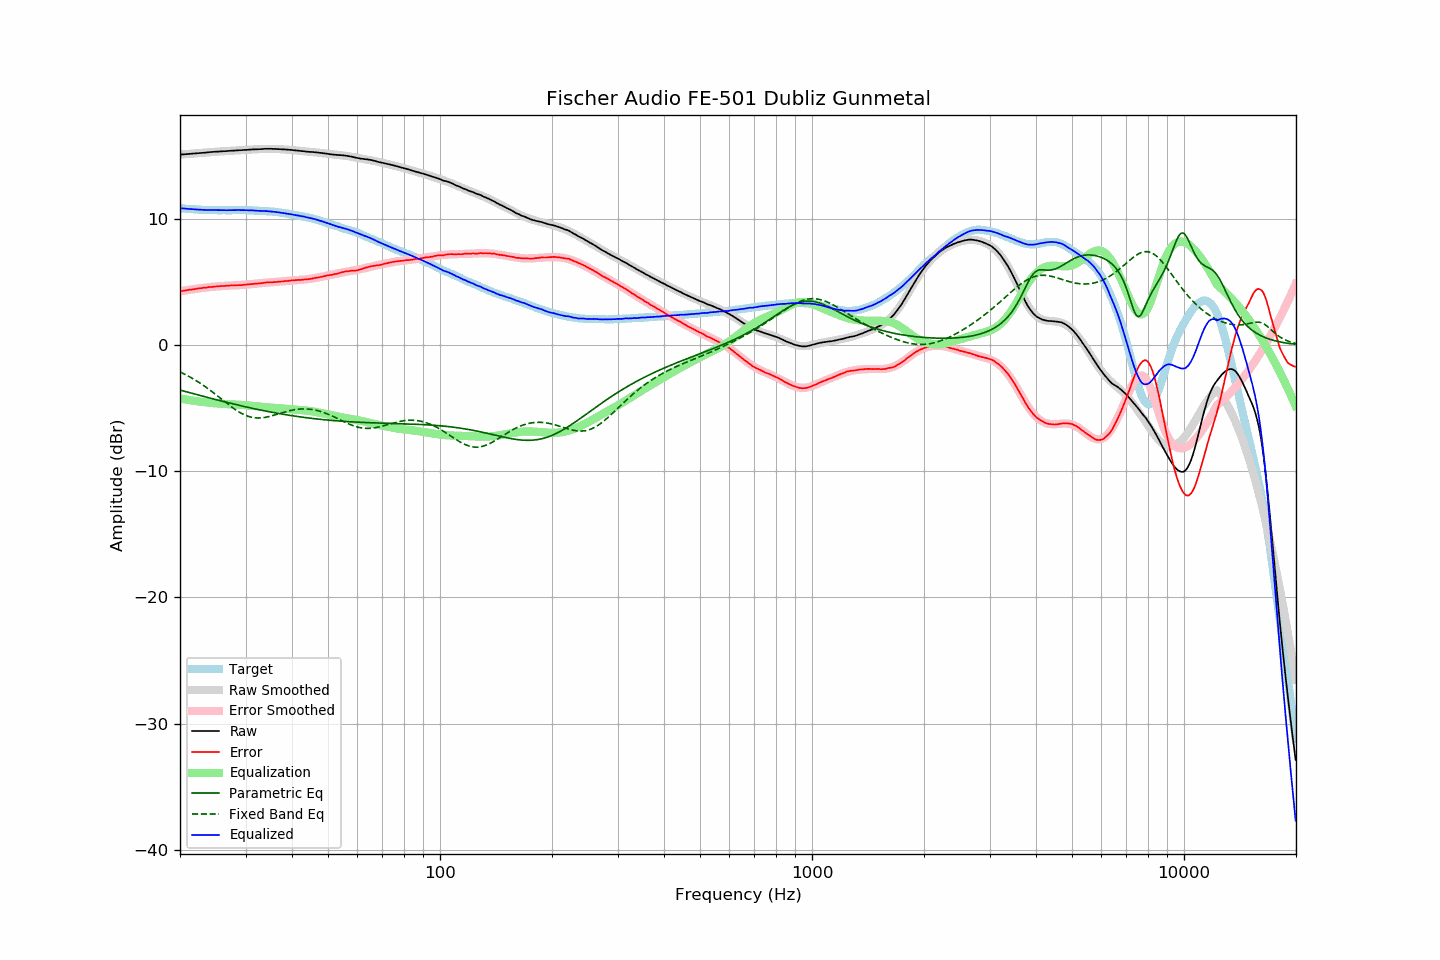 Fischer Audio FE-501 Dubliz Gunmetal
Amplitude (dBr)
10
0
−10
−20
−30
−40
Target
Raw Smoothed
Error Smoothed
Raw
Error
Equalization
Parametric Eq
Fixed Band Eq
Equalized
100
1000
10000
Frequency (Hz)